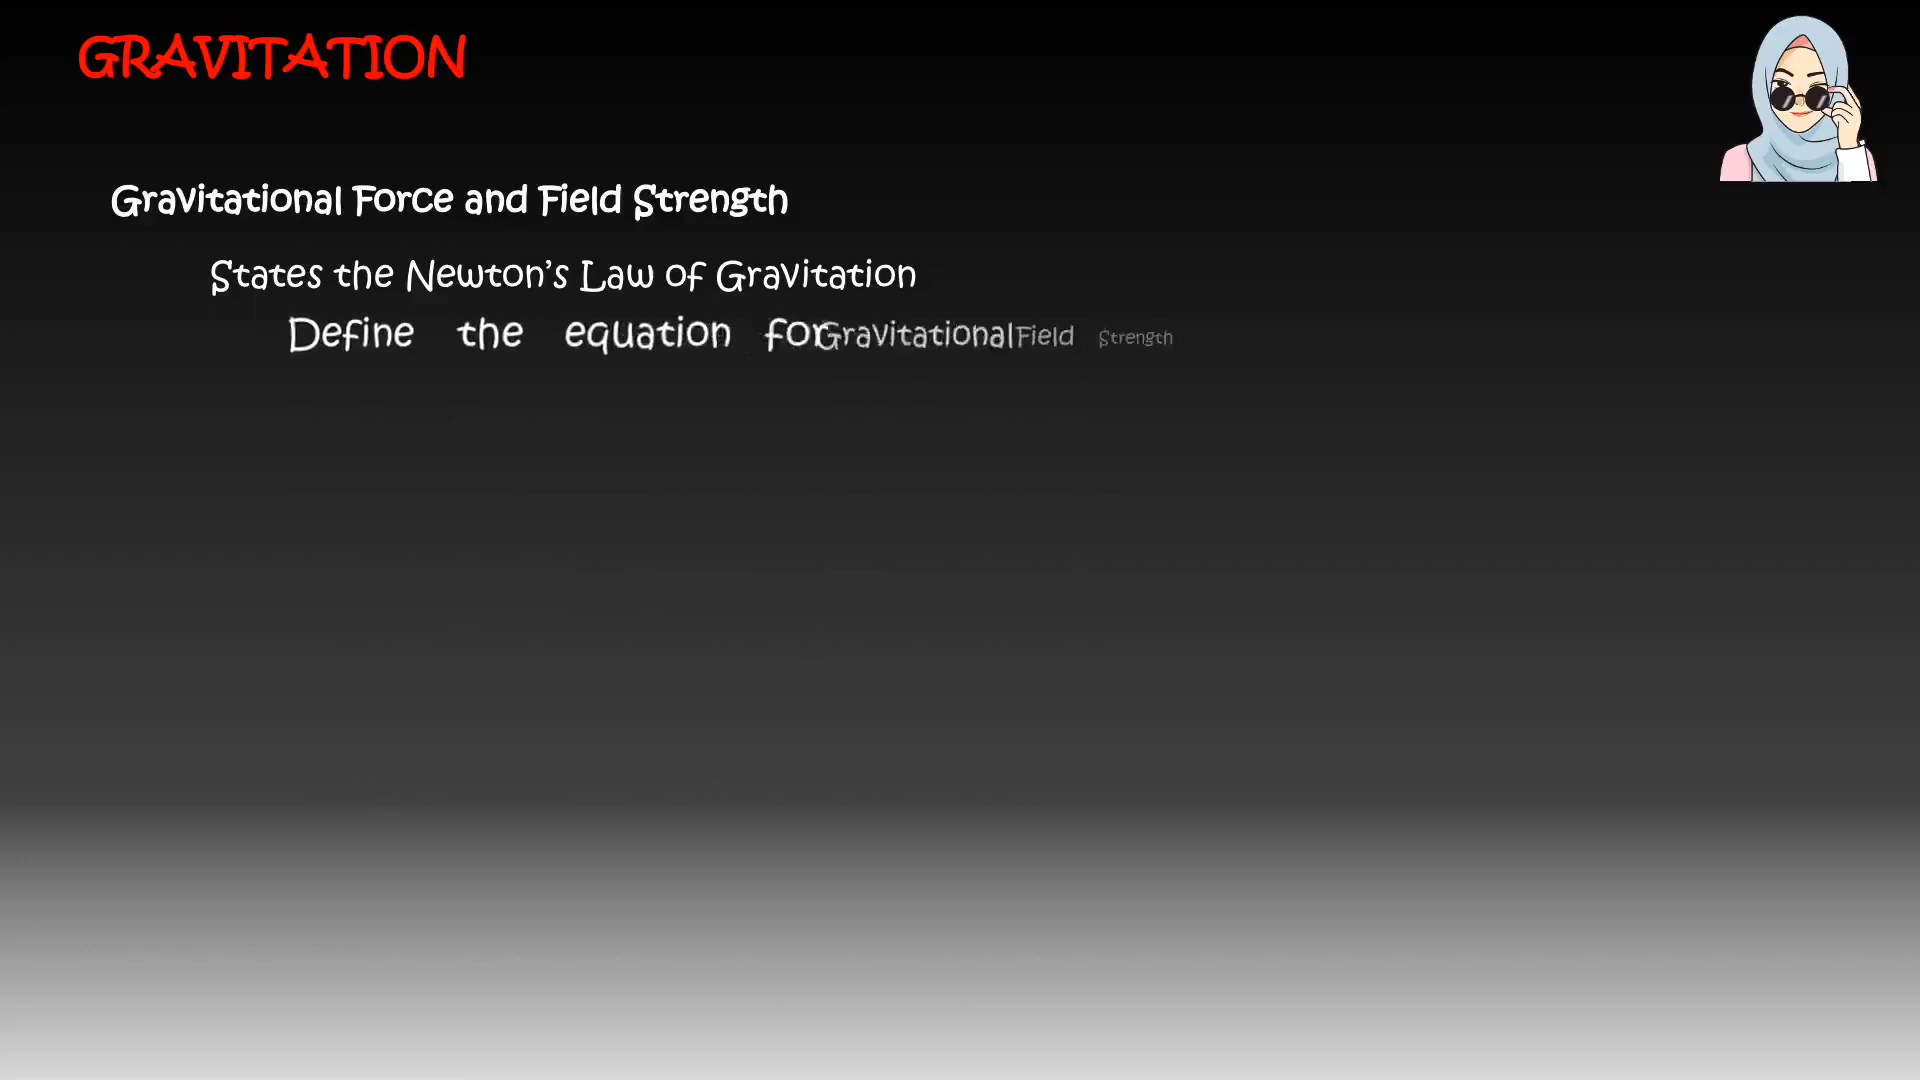 GRAVITATION
Gravitational Force and Field Strength
States the Newton's Law of Gravitation
Define the equation for Gravitational Field Strength